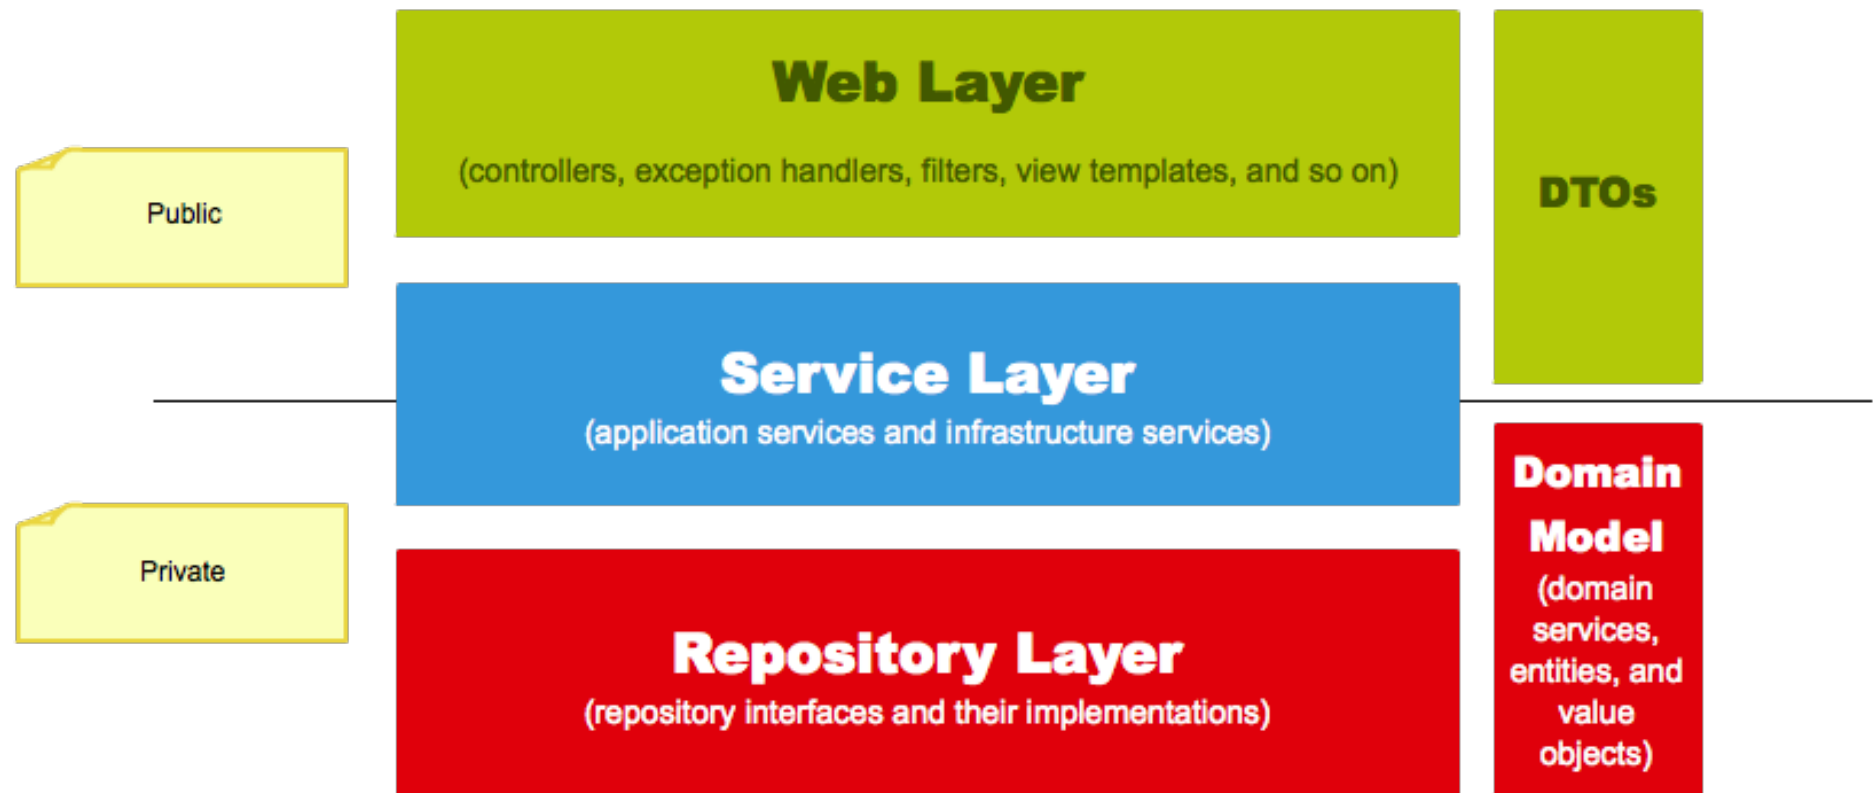 Web Layer
(controllers, exception handlers, filters, view templates, and so on)
DTOs
Public
Service Layer
(application services and infrastructure services)
Domain
Model
(domain
services,
entities, and
value
objects)
Private
Repository Layer
(repository interfaces and their implementations)